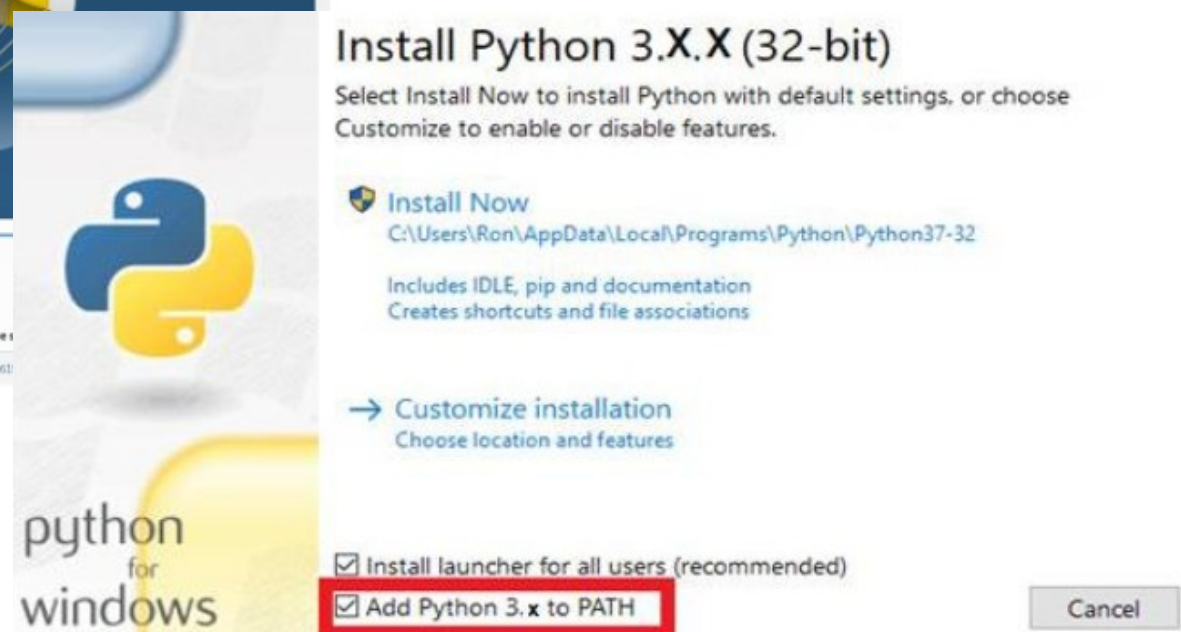 Install Python 3.X.X (32-bit)
Select Install Now to install Python with default settings, or choose
Customize to enable or disable features.
Install Now
C:\Users\Ron\AppData\Local\Programs\Python\Python37-32
Includes IDLE, pip and documentation
Creates shortcuts and file associations
→ Customize installation
Choose location and features
python
for
windows
Install launcher for all users (recommended)
Add Python 3.x to PATH
Cancel